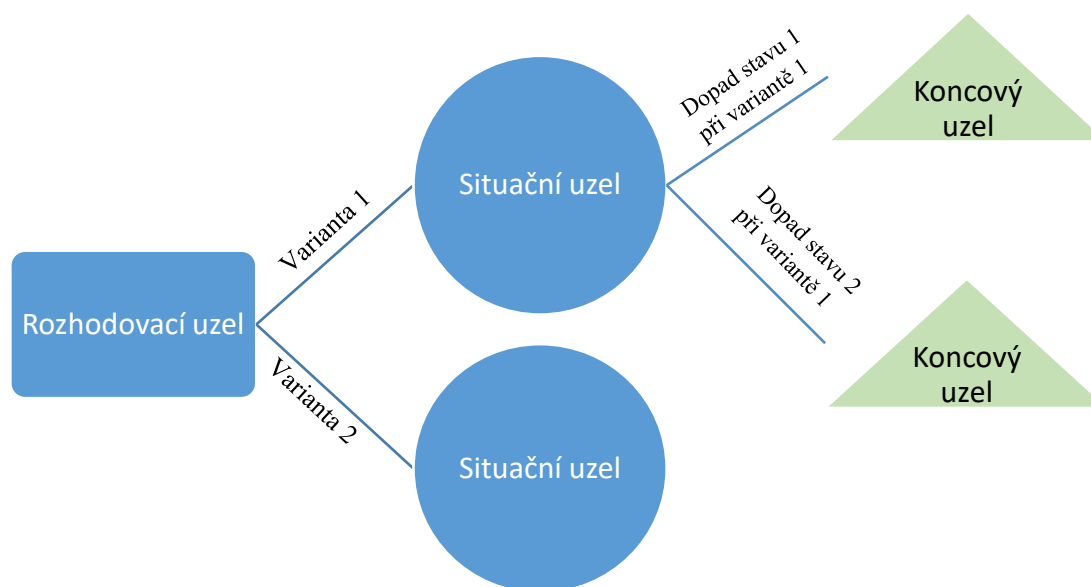 Rozhodovací uzel
Varianta 1
Varianta 2
Situační uzel
Situační uzel
Dopad stavu 1
při variantě 1
Dopad stavu 2
při variantě 1
Koncový
uzel
Koncový
uzel